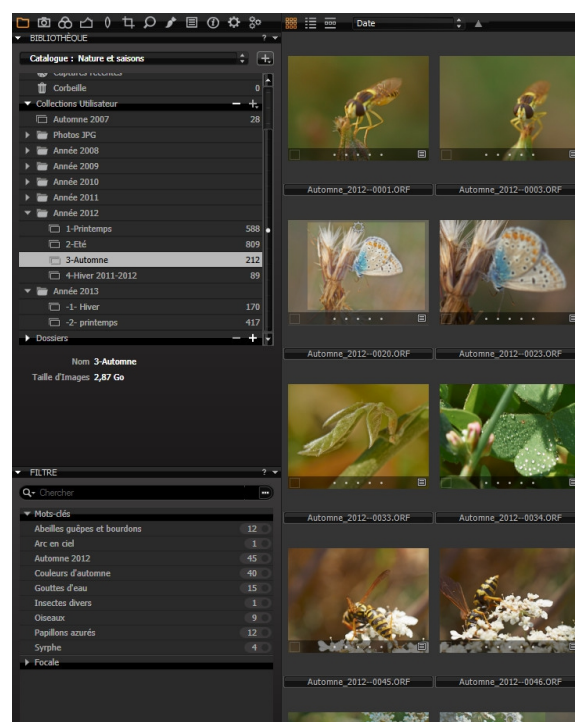 Date
BIBLIOTHÈQUE ? 
Catalogue : Nature et saisons
Captures récentes
Corbeille 0
Collections Utilisateur
Automne 2007 28
Photos JPG
Année 2008
Année 2009
Année 2010
Année 2011
Année 2012
1-Printemps 588
2-Eté 809
3-Automne 212
4-Hiver 2011-2012 89
Année 2013
-1- Hiver 170
-2- printemps 417
Dossiers
Nom 3-Automne
Taille d'Images 2,87 Go
FILTRE ?
Chercher
Mots-clés
Abeilles guêpes et bourdons 12
Arc en ciel 1
Automne 2012 45
Couleurs d'automne 40
Gouttes d'eau 15
Insectes divers 1
Oiseaux 9
Papillons azurés 12
Syrphe 4
Focale
Automne_2012--0001.ORF
Automne_2012--0003.ORF
Automne_2012--0020.ORF
Automne_2012--0023.ORF
Automne_2012--0033.ORF
Automne_2012--0034.ORF
Automne_2012--0045.ORF
Automne_2012--0046.ORF